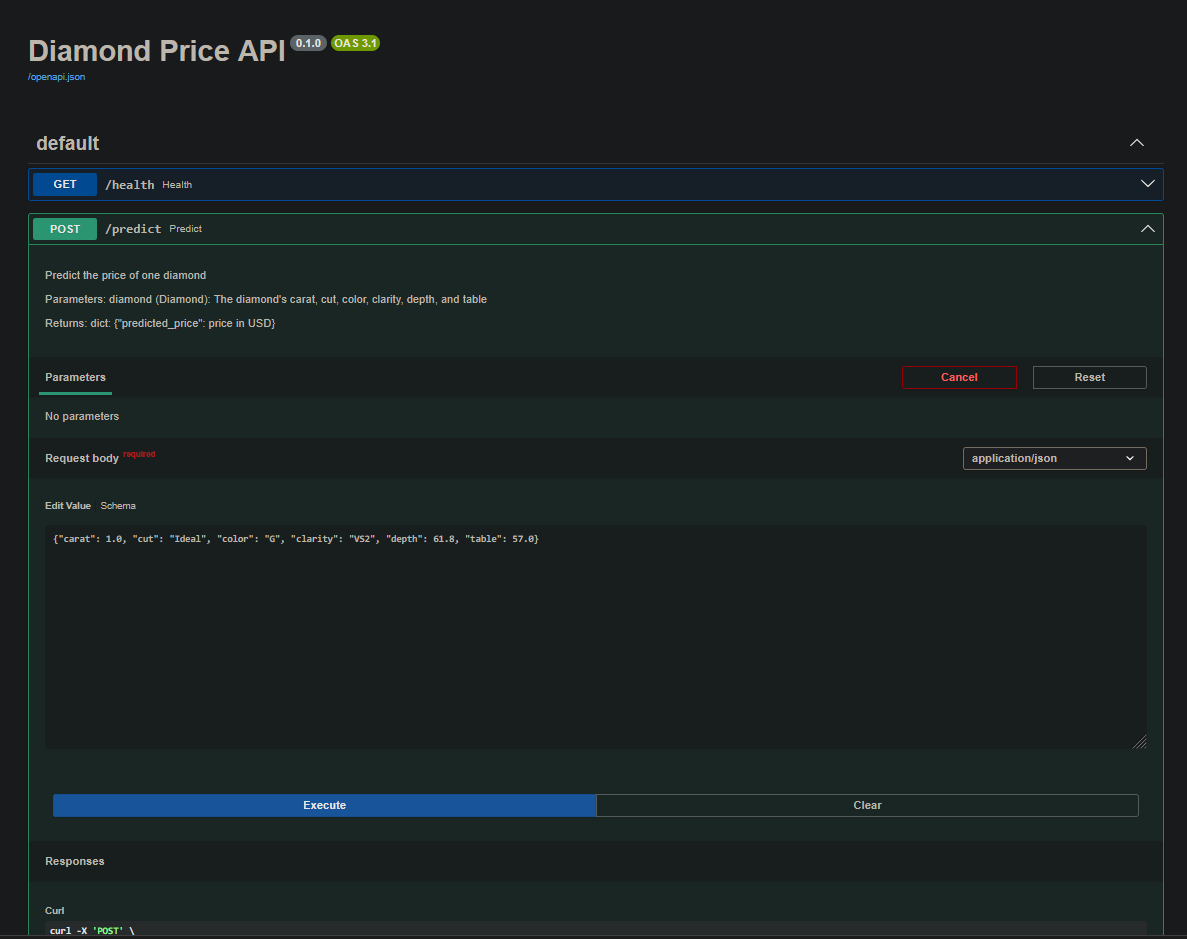 Diamond Price API 0.1.0 OAS 3.1
/openapi.json
default
GET /health Health
POST /predict Predict
Predict the price of one diamond
Parameters: diamond (Diamond): The diamond's carat, cut, color, clarity, depth, and table
Returns: dict: {"predicted_price": price in USD}
Parameters Cancel Reset
No parameters
Request body required application/json
Edit Value Schema
{"carat": 1.0, "cut": "Ideal", "color": "G", "clarity": "VS2", "depth": 61.8, "table": 57.0}
Execute Clear
Responses
Curl
curl -X 'POST' \